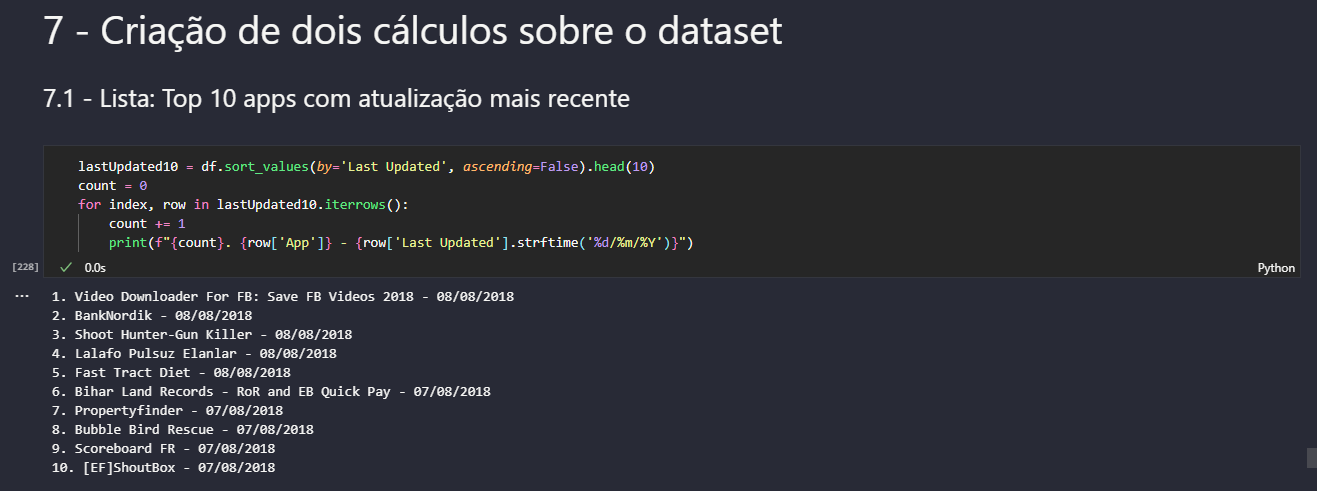 7 - Criação de dois cálculos sobre o dataset
7.1 - Lista: Top 10 apps com atualização mais recente
lastUpdated10 = df.sort_values(by='Last Updated', ascending=False).head(10)
count = 0
for index, row in lastUpdated10.iterrows():
    count += 1
    print(f"{count}. {row['App']} - {row['Last Updated'].strftime('%d/%m/%Y')}")
[228] ✓ 0.0s Python
... 1. Video Downloader For FB: Save FB Videos 2018 - 08/08/2018
2. BankNordik - 08/08/2018
3. Shoot Hunter-Gun Killer - 08/08/2018
4. Lalafo Pulsuz Elanlar - 08/08/2018
5. Fast Tract Diet - 08/08/2018
6. Bihar Land Records - RoR and EB Quick Pay - 07/08/2018
7. Propertyfinder - 07/08/2018
8. Bubble Bird Rescue - 07/08/2018
9. Scoreboard FR - 07/08/2018
10. [EF]ShoutBox - 07/08/2018